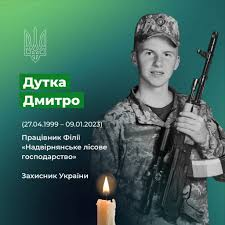 Дутка
Дмитро
(27.04.1999 – 09.01.2023)
Працівник Філії
«Надвірнянське лісове
господарство»
Захисник України